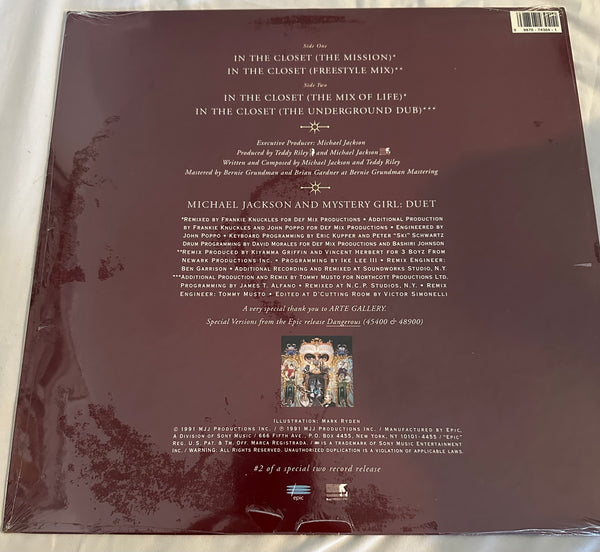 Side One
IN THE CLOSET (THE MISSION)*
IN THE CLOSET (FREESTYLE MIX)**
Side Two
IN THE CLOSET (THE MIX OF LIFE)*
IN THE CLOSET (THE UNDERGROUND DUB)***
Executive Producer: Michael Jackson
Produced by Teddy Riley and Michael Jackson
Written and Composed by Michael Jackson and Teddy Riley
Mastered by Bernie Grundman and Brian Gardner at Bernie Grundman Mastering
MICHAEL JACKSON AND MYSTERY GIRL: DUET
*Remixed by Frankie Knuckles for Def Mix Productions • Additional Production
by Frankie Knuckles and John Poppo for Def Mix Productions • Engineered by
John Poppo • Keyboard Programming by Eric Kupper and Peter "Ski" Schwartz
Drum Programming by David Morales for Def Mix Productions and Bashiri Johnson
**Remix Produced by Kiyamma Griffin and Vincent Herbert for 3 Boyz From
Newark Productions Inc. • Programming by Ike Lee III • Remix Engineer:
Ben Garrison • Additional Recording and Remixed at Soundworks Studio, N.Y.
***Additional Production and Remix by Tommy Musto for Northcott Productions Ltd.
Programming by James T. Alfano • Remixed at N.C.P. Studios, N.Y. • Remix
Engineer: Tommy Musto • Edited at D'Cutting Room by Victor Simonelli
A very special thank you to ARTE GALLERY.
Special Versions from the Epic release Dangerous (45400 & 48900)
Illustration: Mark Ryden
© 1991 MJJ Productions Inc. / ℗ 1991 MJJ Productions Inc. / Manufactured by Epic,
A Division of Sony Music / 666 Fifth Ave., P.O. Box 4455, New York, NY 10101-4455 / "Epic"
Reg. U.S. Pat. & Tm. Off. Marca Registrada. / is a trademark of Sony Music Entertainment
Inc. / WARNING: All Rights Reserved. Unauthorized duplication is a violation of applicable laws.
#2 of a special two record release
epic